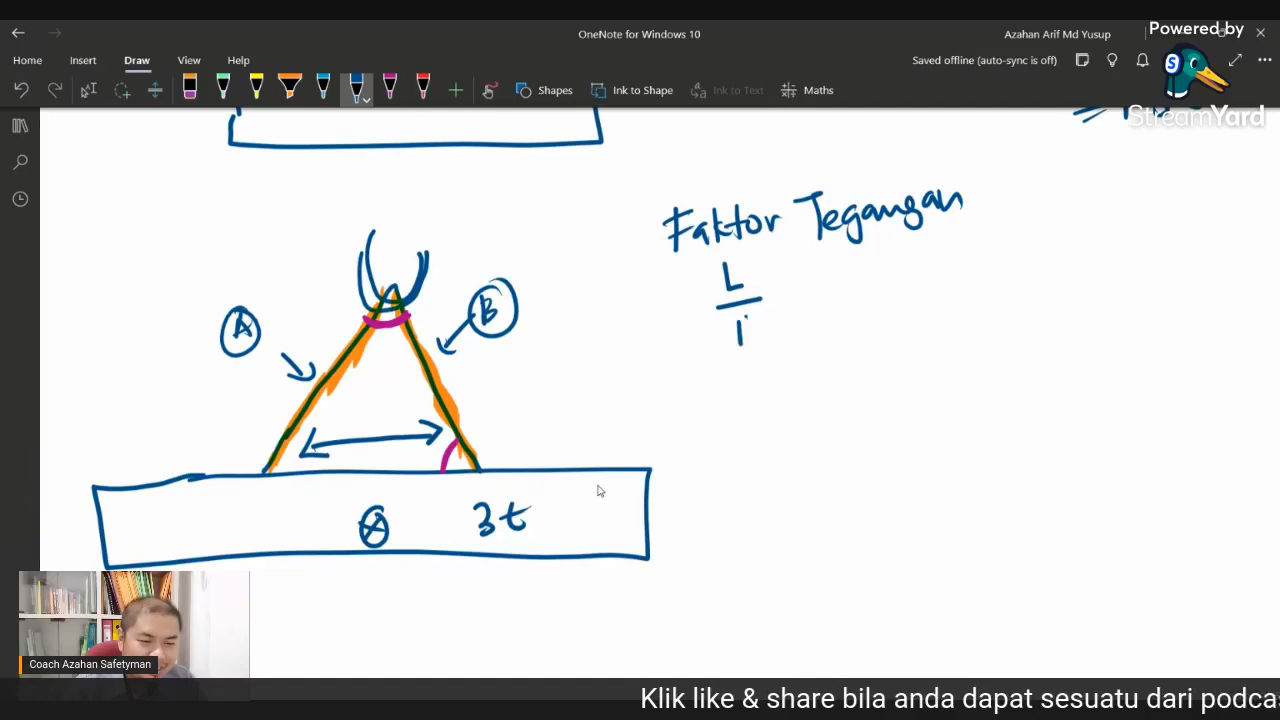 OneNote for Windows 10
Azahan Arif Md Yusup
Powered by
Home Insert Draw View Help
Saved offline (auto-sync is off)
S
StreamYard
Shapes
Ink to Shape
Ink to Text
Maths
Faktor Tegangan
L
A
B
3t
Coach Azahan Safetyman
Klik like & share bila anda dapat sesuatu dari podca